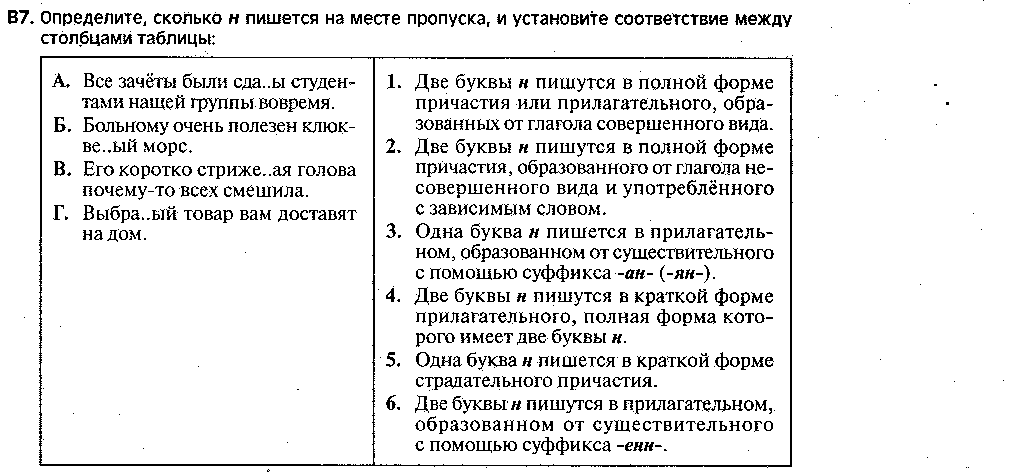 В7. Определите, сколько н пишется на месте пропуска, и установите соответствие между
столбцами таблицы:
А. Все зачёты были сда..ы студен-
тами нащей группы вовремя.
Б. Больному очень полезен клюк-
ве..ый морс.
В. Его коротко стриже..ая голова
почему-то всех смешила.
Г. Выбра..ый товар вам доставят
на дом.
1. Две буквы н пишутся в полной форме
причастия или прилагательного, обра-
зованных от глагола совершенного вида.
2. Две буквы н пишутся в полной форме
причастия, образованного от глагола не-
совершенного вида и употреблённого
с зависимым словом.
3. Одна буква н пишется в прилагатель-
ном, образованном от существительного
с помощью суффикса -ан- (-ян-).
4. Две буквы н пишутся в краткой форме
прилагательного, полная форма кото-
рого имеет две буквы н.
5. Одна буква н пишется в краткой форме
страдательного причастия.
6. Две буквы н пишутся в прилагательном,
образованном от существительного
с помощью суффикса -енн-.